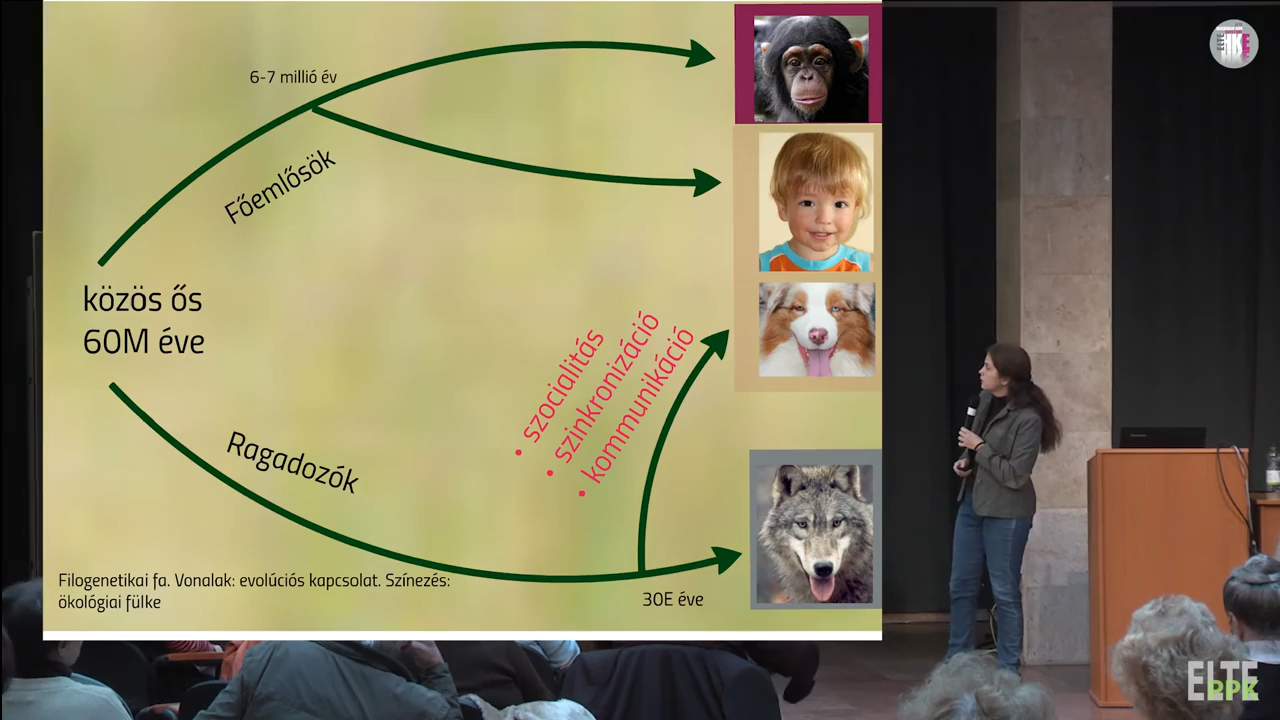 6-7 millió év
Főemlősök
közös ős
60M éve
• szocialitás
• szinkronizáció
• kommunikáció
Ragadozók
Filogenetikai fa. Vonalak: evolúciós kapcsolat. Színezés:
ökológiai fülke
30E éve
ELTE
PPK